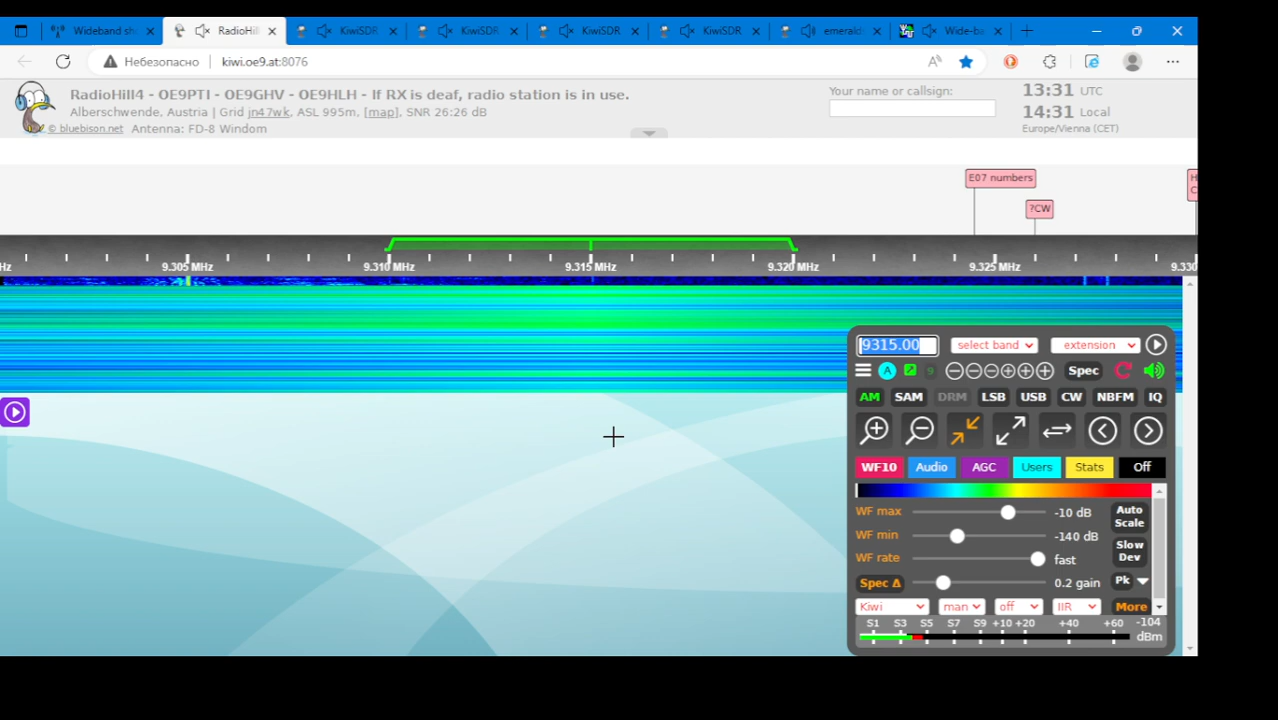 Wideband sh
RadioHill
KiwiSDR
KiwiSDR
KiwiSDR
KiwiSDR
emerald
Wide-ba
Небезопасно
kiwi.oe9.at:8076
RadioHill4 - OE9PTI - OE9GHV - OE9HLH - If RX is deaf, radio station is in use.
Alberschwende, Austria | Grid jn47wk, ASL 995m, [map], SNR 26:26 dB
© bluebison.net Antenna: FD-8 Windom
Your name or callsign:
13:31 UTC
14:31 Local
Europe/Vienna (CET)
E07 numbers
?CW
H
C
Hz
9.305 MHz
9.310 MHz
9.315 MHz
9.320 MHz
9.325 MHz
9.330
9315.00
select band
extension
A
9
Spec
AM
SAM
DRM
LSB
USB
CW
NBFM
IQ
WF10
Audio
AGC
Users
Stats
Off
WF max
-10 dB
Auto
Scale
WF min
-140 dB
Slow
Dev
WF rate
fast
Spec Δ
0.2 gain
Pk
Kiwi
man
off
IIR
More
S1 S3 S5 S7 S9 +10 +20 +40 +60 -104
dBm